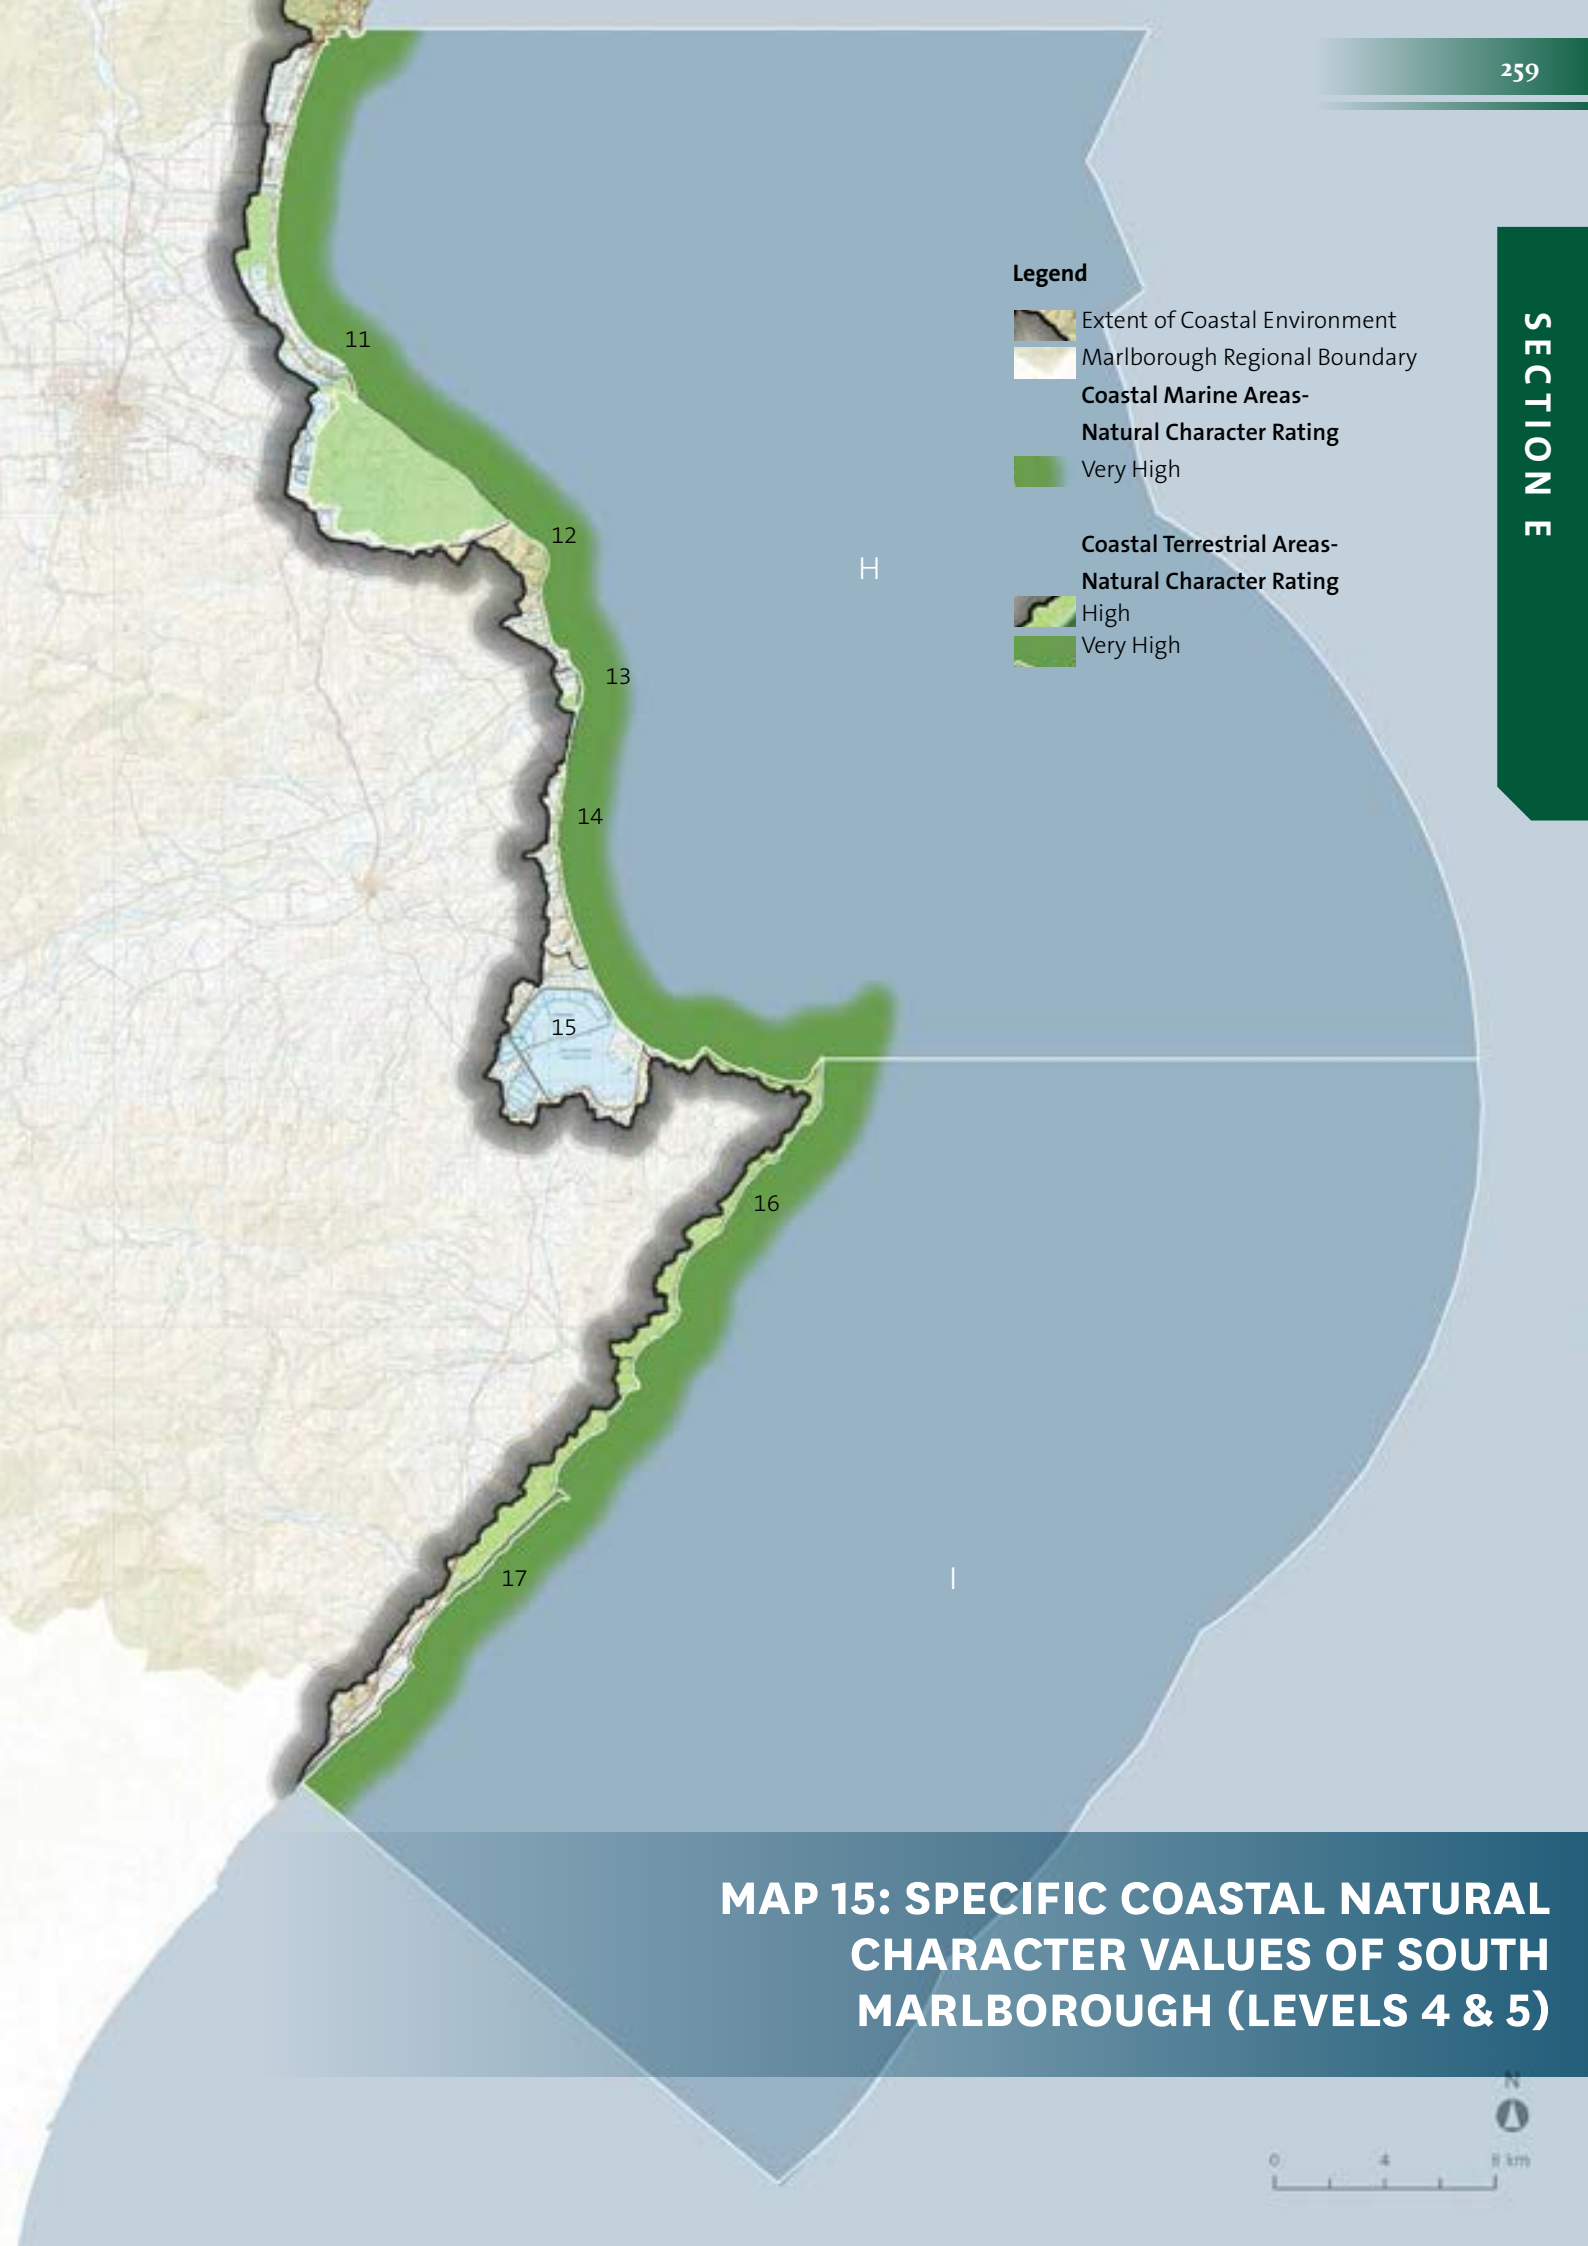 259
SECTION E
Legend
Extent of Coastal Environment
Marlborough Regional Boundary
Coastal Marine Areas-
Natural Character Rating
Very High
Coastal Terrestrial Areas-
Natural Character Rating
High
Very High
11
12
H
13
14
15
16
17
I
MAP 15: SPECIFIC COASTAL NATURAL
CHARACTER VALUES OF SOUTH
MARLBOROUGH (LEVELS 4 & 5)
N
0 4 8 km